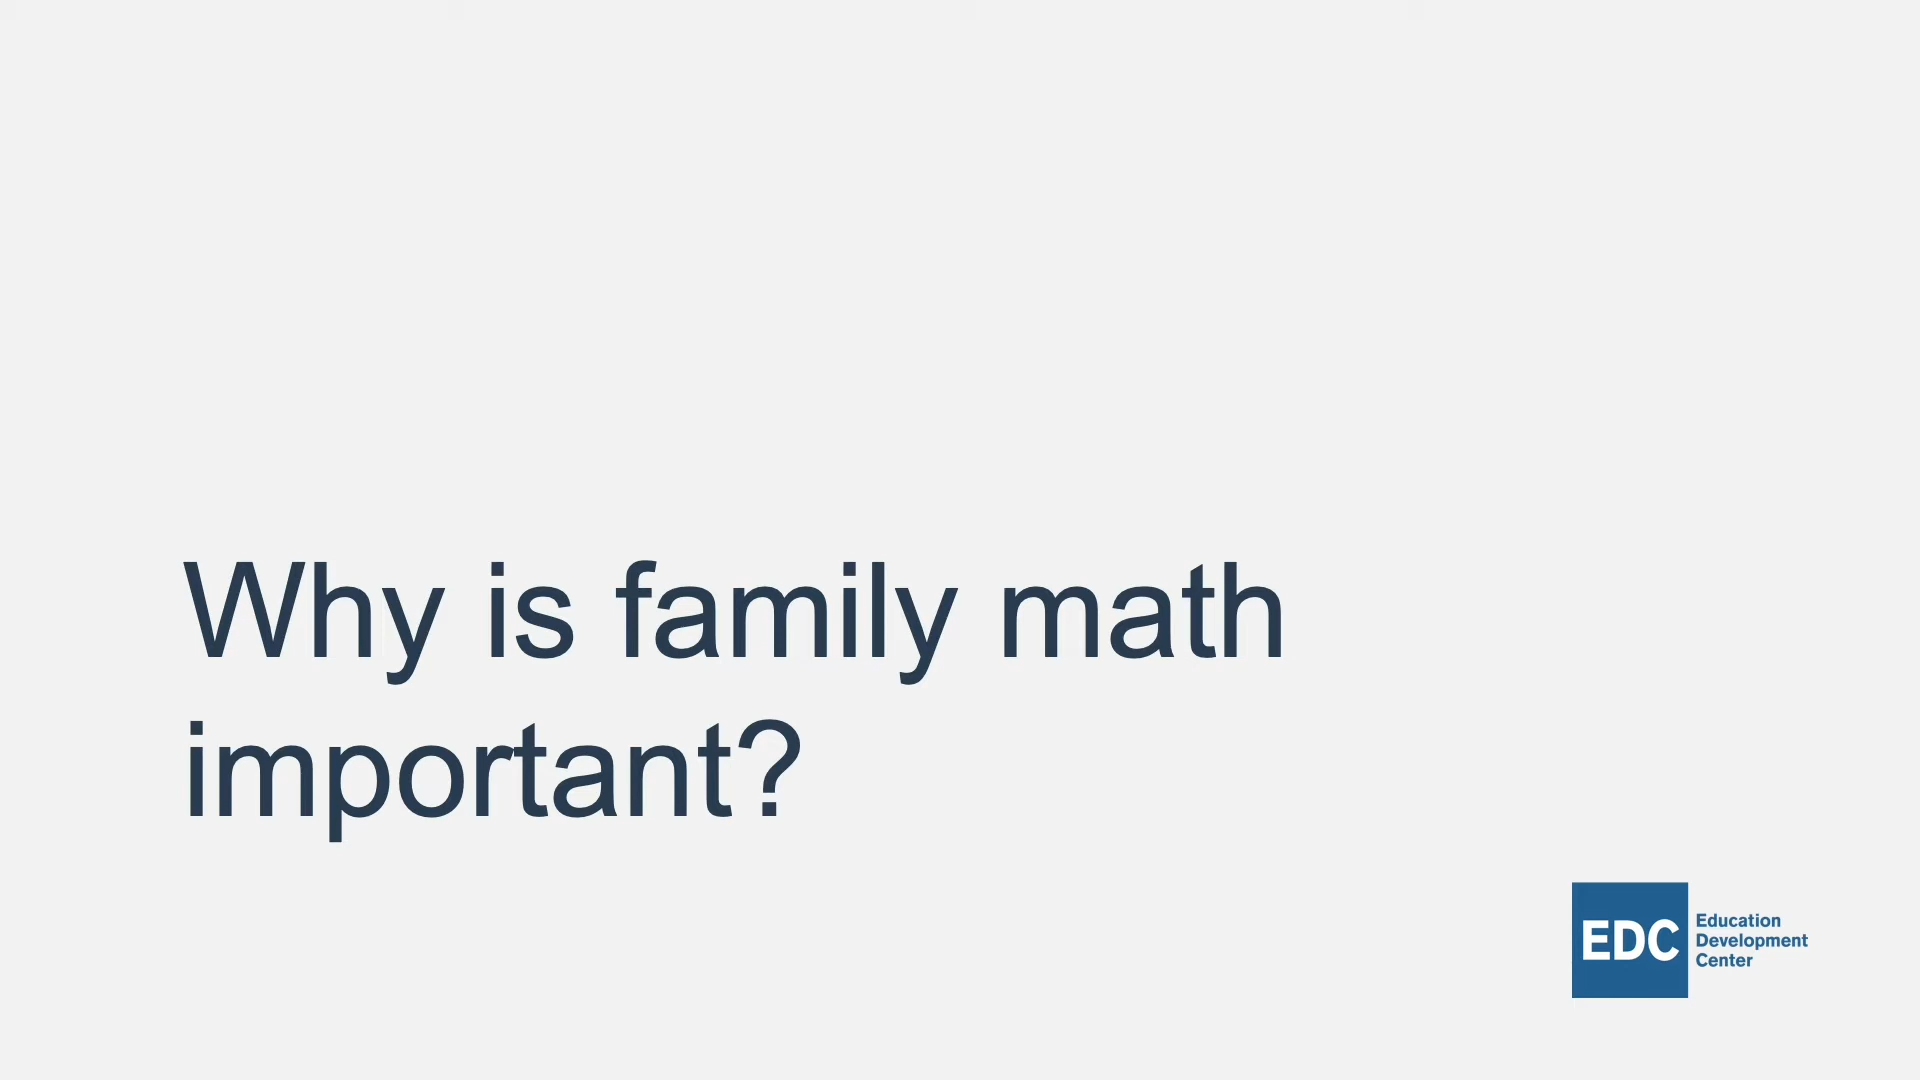 Why is family math
important?
EDC
Education
Development
Center